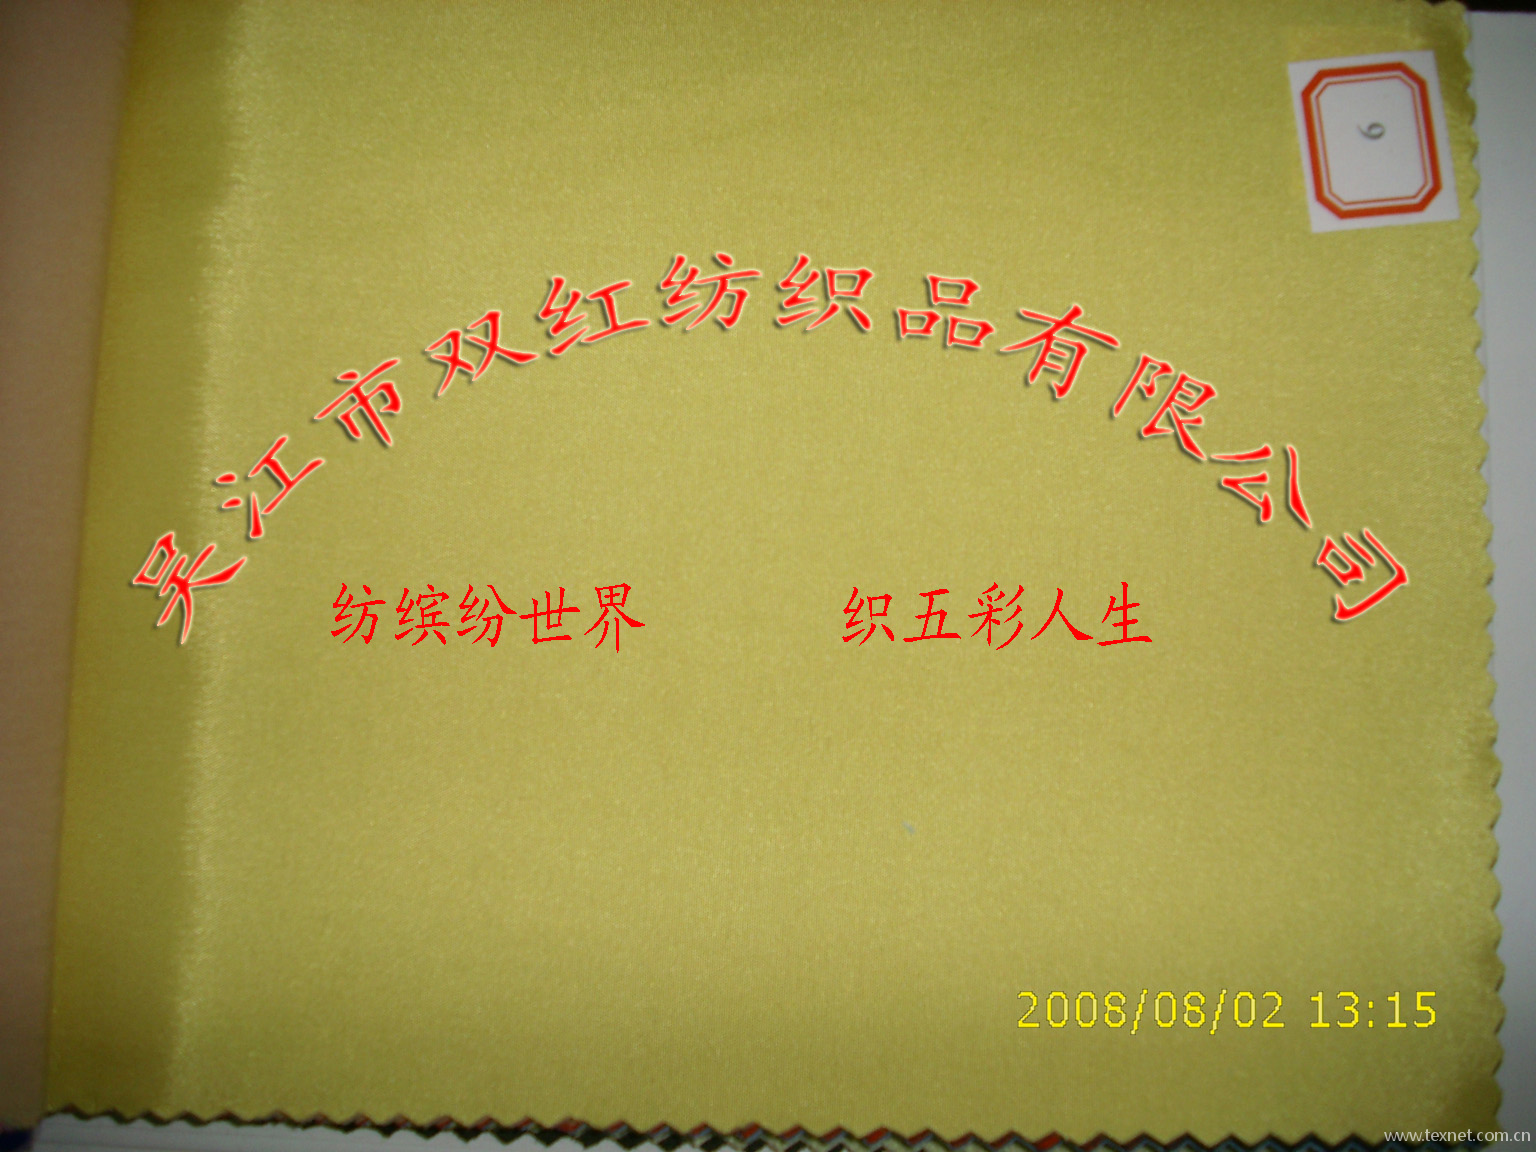 6
吴江市双红纺织品有限公司
纺缤纷世界 织五彩人生
2008/08/02 13:15
www.texnet.com.cn